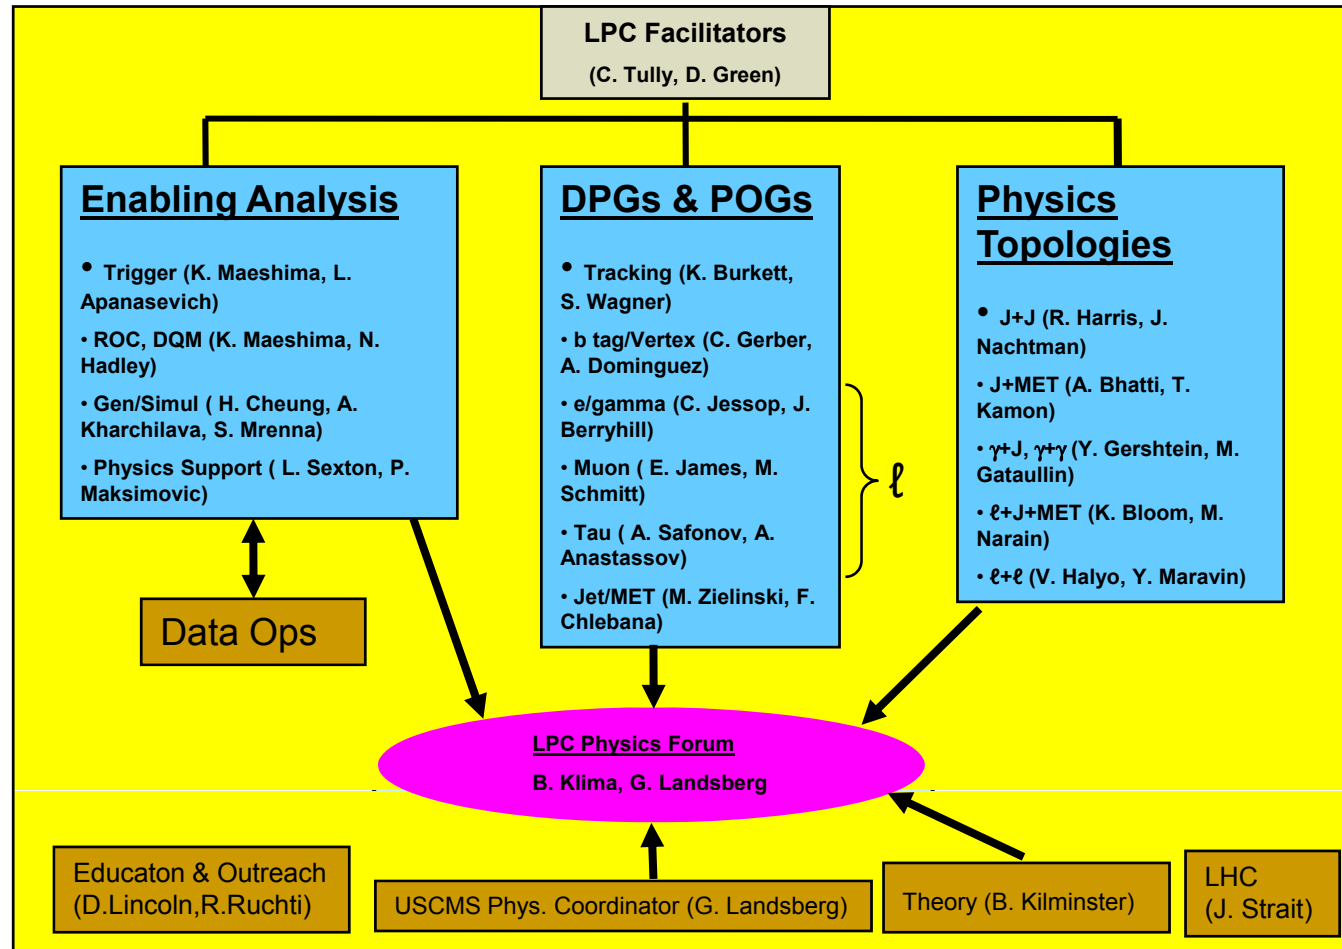 LPC Facilitators
(C. Tully, D. Green)
Enabling Analysis
• Trigger (K. Maeshima, L.
Apanasevich)
• ROC, DQM (K. Maeshima, N.
Hadley)
• Gen/Simul ( H. Cheung, A.
Kharchilava, S. Mrenna)
• Physics Support ( L. Sexton, P.
Maksimovic)
Data Ops
DPGs & POGs
• Tracking (K. Burkett,
S. Wagner)
• b tag/Vertex (C. Gerber,
A. Dominguez)
• e/gamma (C. Jessop, J.
Berryhill)
• Muon ( E. James, M.
Schmitt)
• Tau ( A. Safonov, A.
Anastassov)
• Jet/MET (M. Zielinski, F.
Chlebana)
ℓ
Physics
Topologies
• J+J (R. Harris, J.
Nachtman)
• J+MET (A. Bhatti, T.
Kamon)
• γ+J, γ+γ (Y. Gershtein, M.
Gataullin)
• ℓ+J+MET (K. Bloom, M.
Narain)
• ℓ+ℓ (V. Halyo, Y. Maravin)
LPC Physics Forum
B. Klima, G. Landsberg
Educaton & Outreach
(D.Lincoln,R.Ruchti)
USCMS Phys. Coordinator (G. Landsberg)
Theory (B. Kilminster)
LHC
(J. Strait)